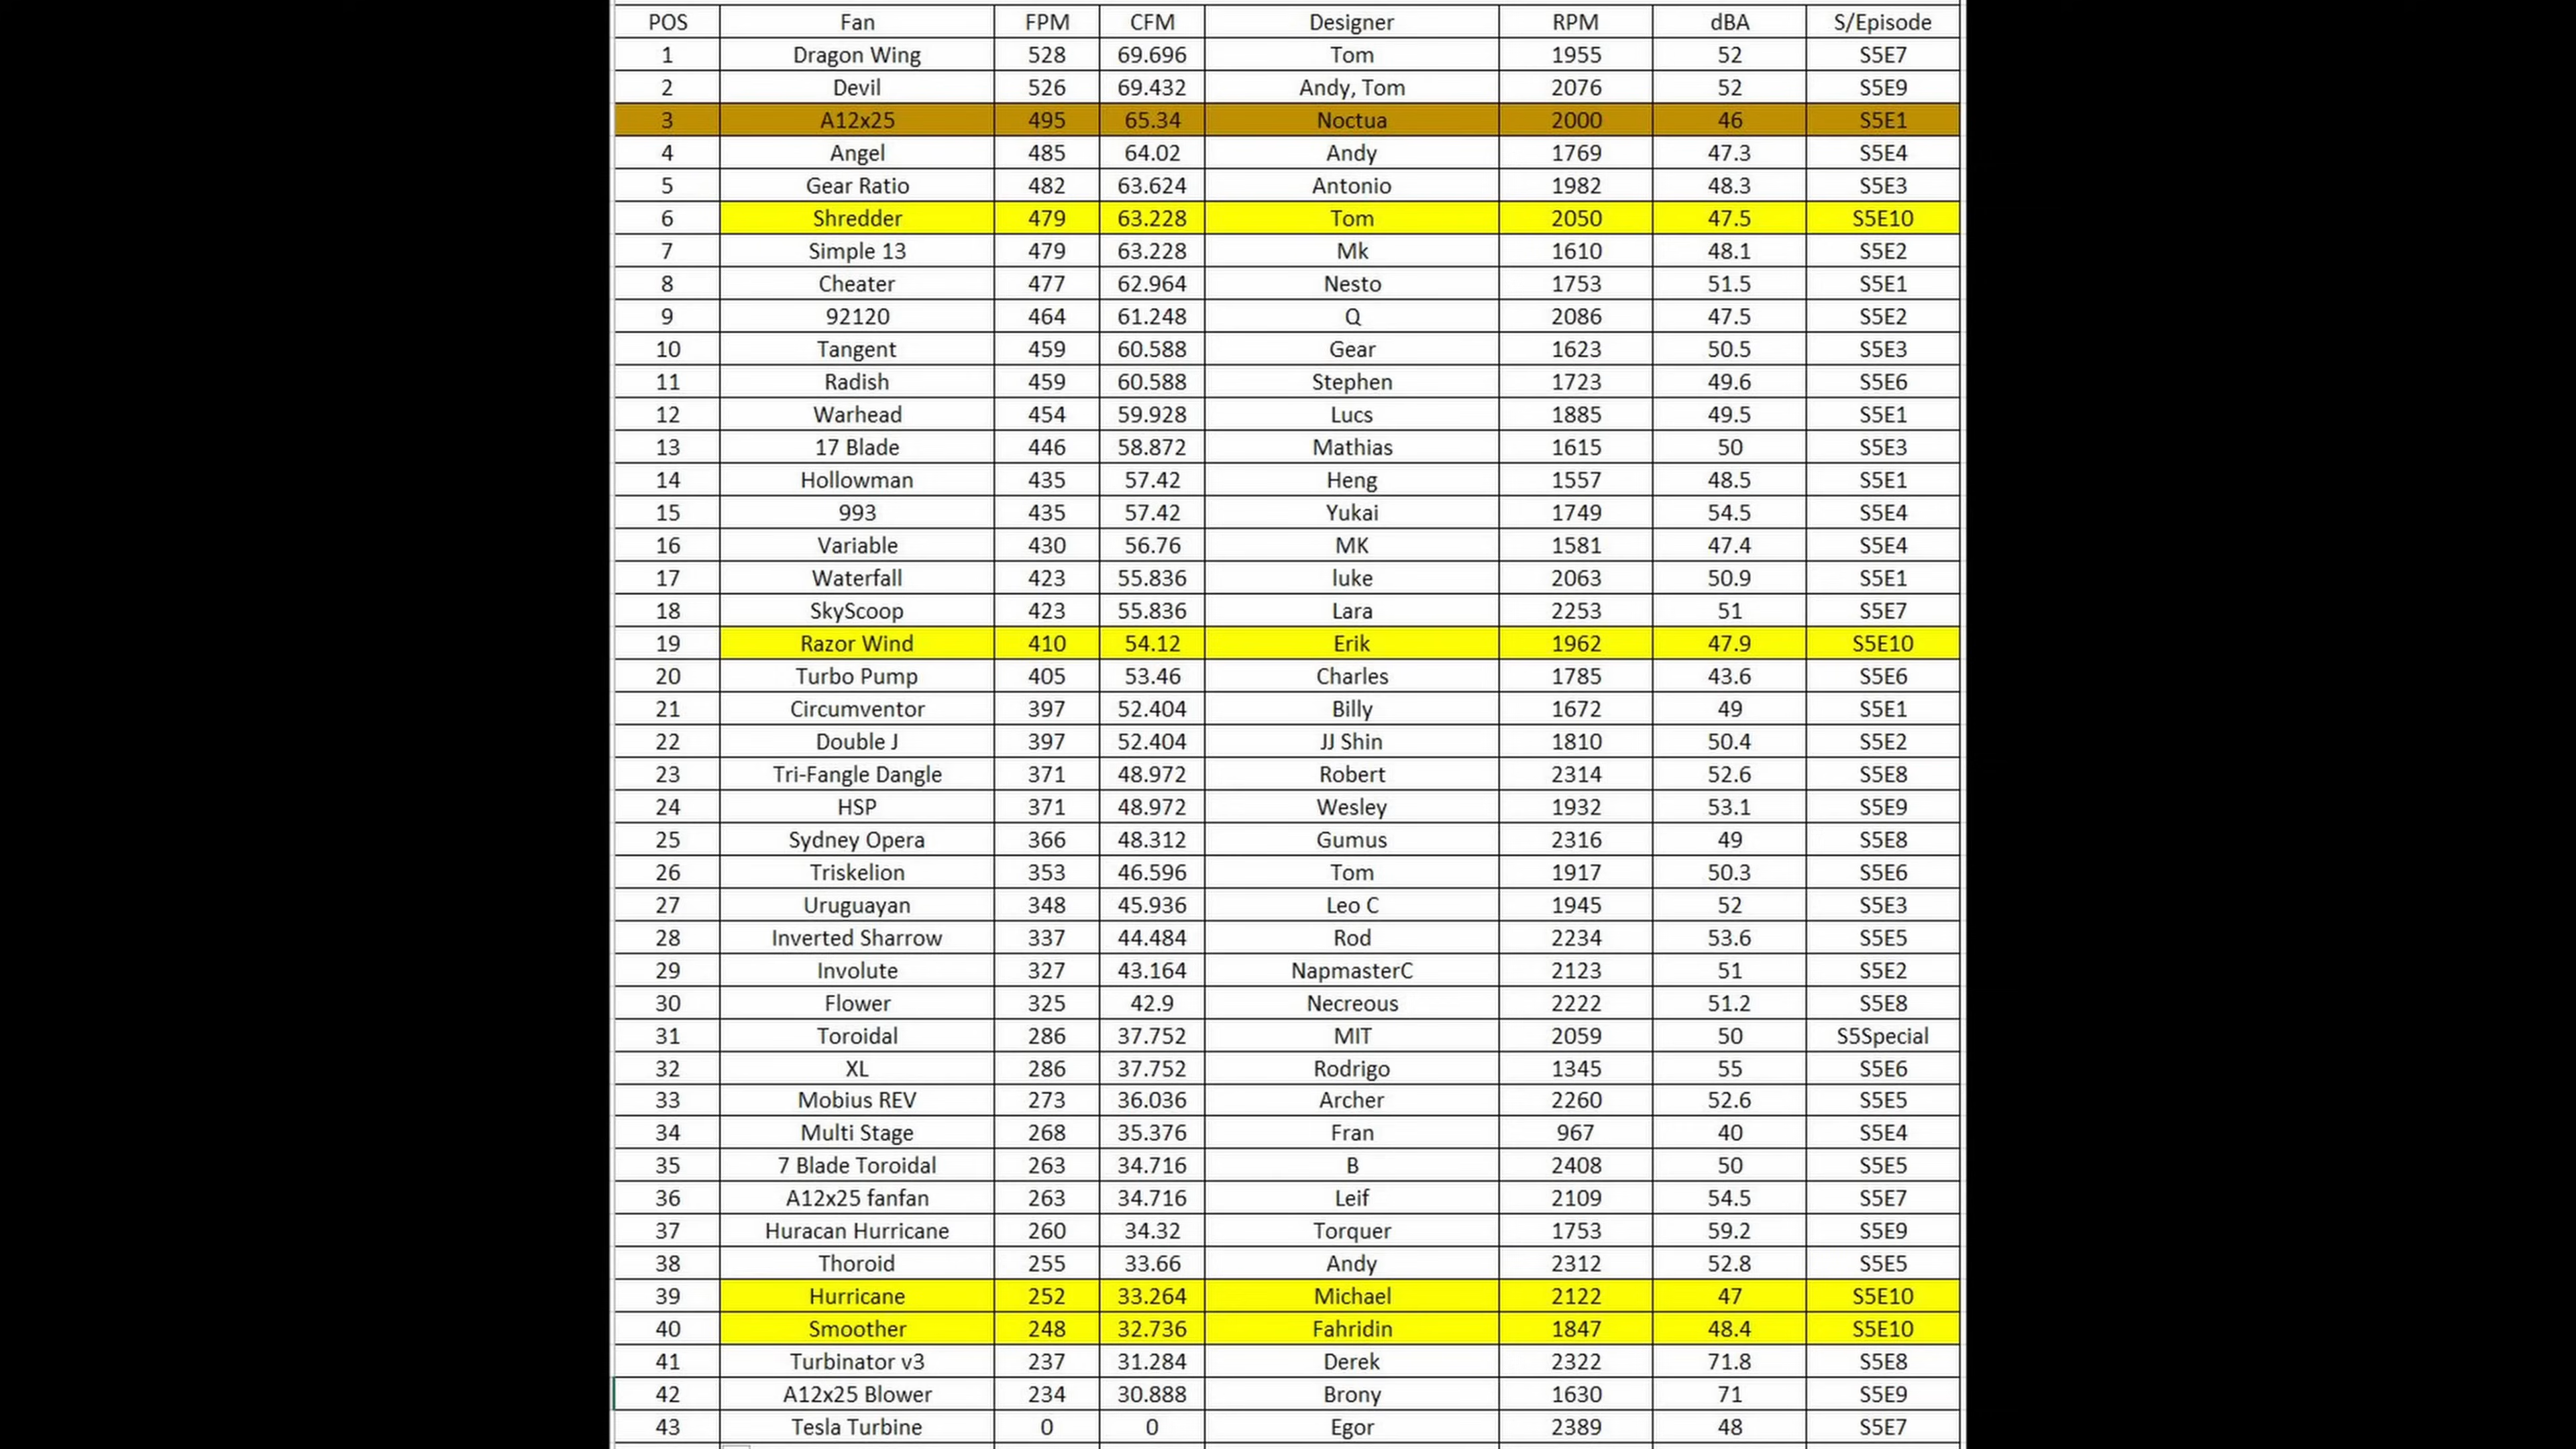 POS Fan FPM CFM Designer RPM dBA S/Episode
1 Dragon Wing 528 69.696 Tom 1955 52 S5E7
2 Devil 526 69.432 Andy, Tom 2076 52 S5E9
3 A12x25 495 65.34 Noctua 2000 46 S5E1
4 Angel 485 64.02 Andy 1769 47.3 S5E4
5 Gear Ratio 482 63.624 Antonio 1982 48.3 S5E3
6 Shredder 479 63.228 Tom 2050 47.5 S5E10
7 Simple 13 479 63.228 Mk 1610 48.1 S5E2
8 Cheater 477 62.964 Nesto 1753 51.5 S5E1
9 92120 464 61.248 Q 2086 47.5 S5E2
10 Tangent 459 60.588 Gear 1623 50.5 S5E3
11 Radish 459 60.588 Stephen 1723 49.6 S5E6
12 Warhead 454 59.928 Lucs 1885 49.5 S5E1
13 17 Blade 446 58.872 Mathias 1615 50 S5E3
14 Hollowman 435 57.42 Heng 1557 48.5 S5E1
15 993 435 57.42 Yukai 1749 54.5 S5E4
16 Variable 430 56.76 MK 1581 47.4 S5E4
17 Waterfall 423 55.836 luke 2063 50.9 S5E1
18 SkyScoop 423 55.836 Lara 2253 51 S5E7
19 Razor Wind 410 54.12 Erik 1962 47.9 S5E10
20 Turbo Pump 405 53.46 Charles 1785 43.6 S5E6
21 Circumventor 397 52.404 Billy 1672 49 S5E1
22 Double J 397 52.404 JJ Shin 1810 50.4 S5E2
23 Tri-Fangle Dangle 371 48.972 Robert 2314 52.6 S5E8
24 HSP 371 48.972 Wesley 1932 53.1 S5E9
25 Sydney Opera 366 48.312 Gumus 2316 49 S5E8
26 Triskelion 353 46.596 Tom 1917 50.3 S5E6
27 Uruguayan 348 45.936 Leo C 1945 52 S5E3
28 Inverted Sharrow 337 44.484 Rod 2234 53.6 S5E5
29 Involute 327 43.164 NapmasterC 2123 51 S5E2
30 Flower 325 42.9 Necreous 2222 51.2 S5E8
31 Toroidal 286 37.752 MIT 2059 50 S5Special
32 XL 286 37.752 Rodrigo 1345 55 S5E6
33 Mobius REV 273 36.036 Archer 2260 52.6 S5E5
34 Multi Stage 268 35.376 Fran 967 40 S5E4
35 7 Blade Toroidal 263 34.716 B 2408 50 S5E5
36 A12x25 fanfan 263 34.716 Leif 2109 54.5 S5E7
37 Huracan Hurricane 260 34.32 Torquer 1753 59.2 S5E9
38 Thoroid 255 33.66 Andy 2312 52.8 S5E5
39 Hurricane 252 33.264 Michael 2122 47 S5E10
40 Smoother 248 32.736 Fahridin 1847 48.4 S5E10
41 Turbinator v3 237 31.284 Derek 2322 71.8 S5E8
42 A12x25 Blower 234 30.888 Brony 1630 71 S5E9
43 Tesla Turbine 0 0 Egor 2389 48 S5E7